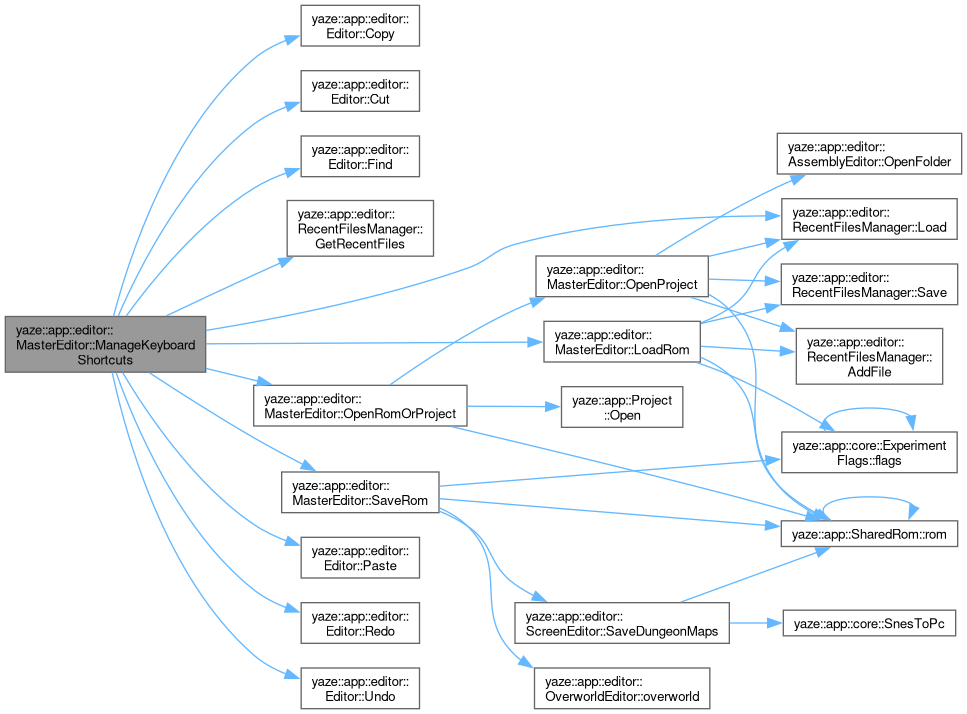 yaze::app::editor::
Editor::Copy
yaze::app::editor::
Editor::Cut
yaze::app::editor::
Editor::Find
yaze::app::editor::
RecentFilesManager::
GetRecentFiles
yaze::app::editor::
MasterEditor::ManageKeyboard
Shortcuts
yaze::app::editor::
MasterEditor::OpenRomOrProject
yaze::app::editor::
MasterEditor::SaveRom
yaze::app::editor::
Editor::Paste
yaze::app::editor::
Editor::Redo
yaze::app::editor::
Editor::Undo
yaze::app::editor::
MasterEditor::OpenProject
yaze::app::editor::
MasterEditor::LoadRom
yaze::app::Project
::Open
yaze::app::editor::
ScreenEditor::SaveDungeonMaps
yaze::app::editor::
OverworldEditor::overworld
yaze::app::editor::
AssemblyEditor::OpenFolder
yaze::app::editor::
RecentFilesManager::Load
yaze::app::editor::
RecentFilesManager::Save
yaze::app::editor::
RecentFilesManager::
AddFile
yaze::app::core::Experiment
Flags::flags
yaze::app::SharedRom::rom
yaze::app::core::SnesToPc